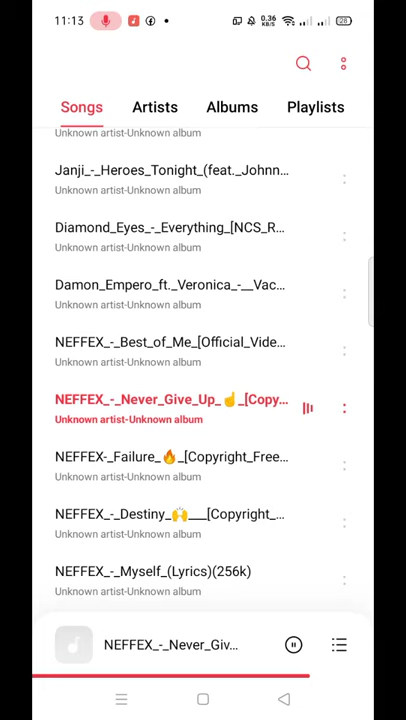 11:13
0.36
KB/S
28
Songs
Artists
Albums
Playlists
Unknown artist-Unknown album
Janji_-_Heroes_Tonight_(feat._Johnn...
Unknown artist-Unknown album
Diamond_Eyes_-_Everything_[NCS_R...
Unknown artist-Unknown album
Damon_Empero_ft._Veronica_-__Vac...
Unknown artist-Unknown album
NEFFEX_-_Best_of_Me_[Official_Vide...
Unknown artist-Unknown album
NEFFEX_-_Never_Give_Up_☝_[Copy...
Unknown artist-Unknown album
NEFFEX-_Failure_🔥_[Copyright_Free...
Unknown artist-Unknown album
NEFFEX_-_Destiny_🙌___[Copyright_...
Unknown artist-Unknown album
NEFFEX_-_Myself_(Lyrics)(256k)
Unknown artist-Unknown album
NEFFEX_-_Never_Giv...